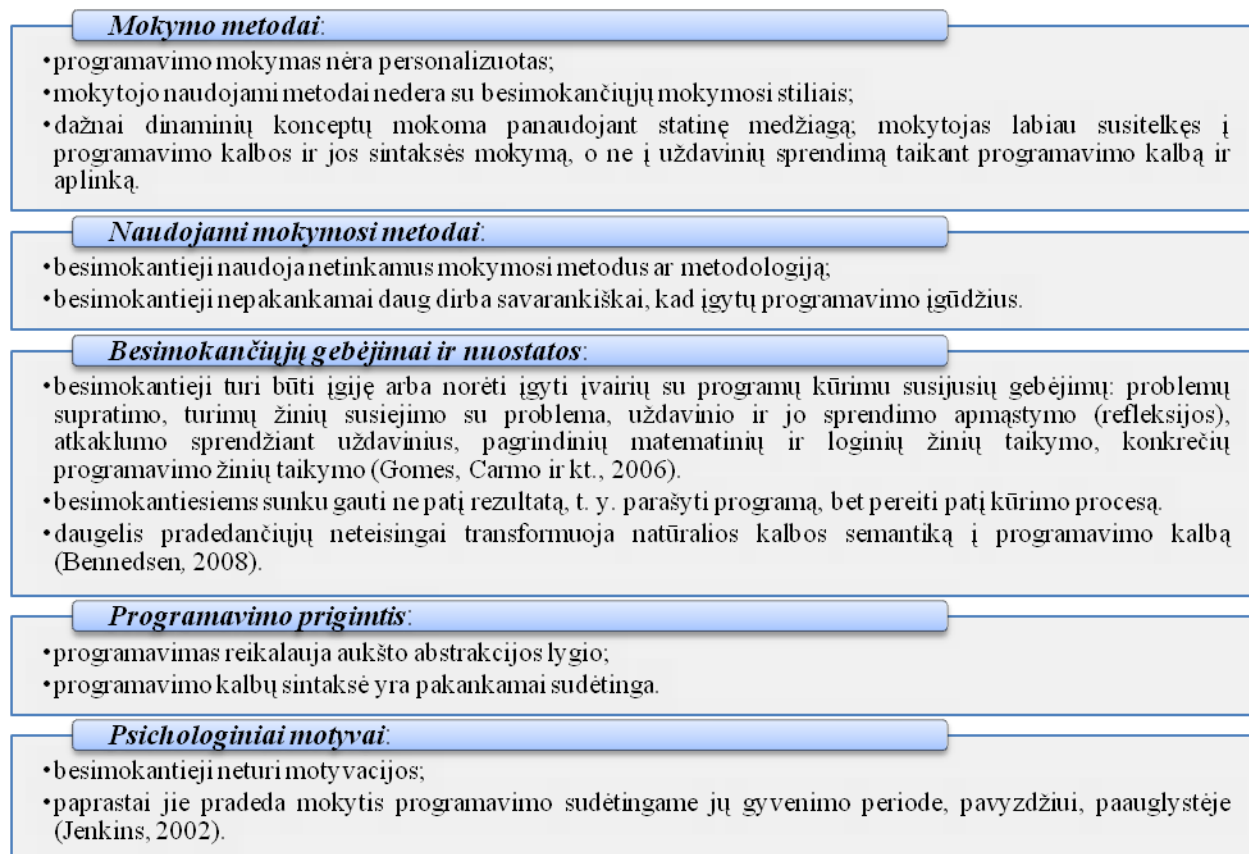 Mokymo metodai:
•programavimo mokymas nėra personalizuotas;
•mokytojo naudojami metodai nedera su besimokančiųjų mokymosi stiliais;
•dažnai dinaminių konceptų mokoma panaudojant statinę medžiagą; mokytojas labiau susitelkęs į
programavimo kalbos ir jos sintaksės mokymą, o ne į uždavinių sprendimą taikant programavimo kalbą ir
aplinką.
Naudojami mokymosi metodai:
•besimokantieji naudoja netinkamus mokymosi metodus ar metodologiją;
•besimokantieji nepakankamai daug dirba savarankiškai, kad įgytų programavimo įgūdžius.
Besimokančiųjų gebėjimai ir nuostatos:
•besimokantieji turi būti įgiję arba norėti įgyti įvairių su programų kūrimu susijusių gebėjimų: problemų
supratimo, turimų žinių susiejimo su problema, uždavinio ir jo sprendimo apmąstymo (refleksijos),
atkaklumo sprendžiant uždavinius, pagrindinių matematinių ir loginių žinių taikymo, konkrečių
programavimo žinių taikymo (Gomes, Carmo ir kt., 2006).
•besimokantiesiems sunku gauti ne patį rezultatą, t. y. parašyti programą, bet pereiti patį kūrimo procesą.
•daugelis pradedančiųjų neteisingai transformuoja natūralios kalbos semantiką į programavimo kalbą
(Bennedsen, 2008).
Programavimo prigimtis:
•programavimas reikalauja aukšto abstrakcijos lygio;
•programavimo kalbų sintaksė yra pakankamai sudėtinga.
Psichologiniai motyvai:
•besimokantieji neturi motyvacijos;
•paprastai jie pradeda mokytis programavimo sudėtingame jų gyvenimo periode, pavyzdžiui, paauglystėje
(Jenkins, 2002).